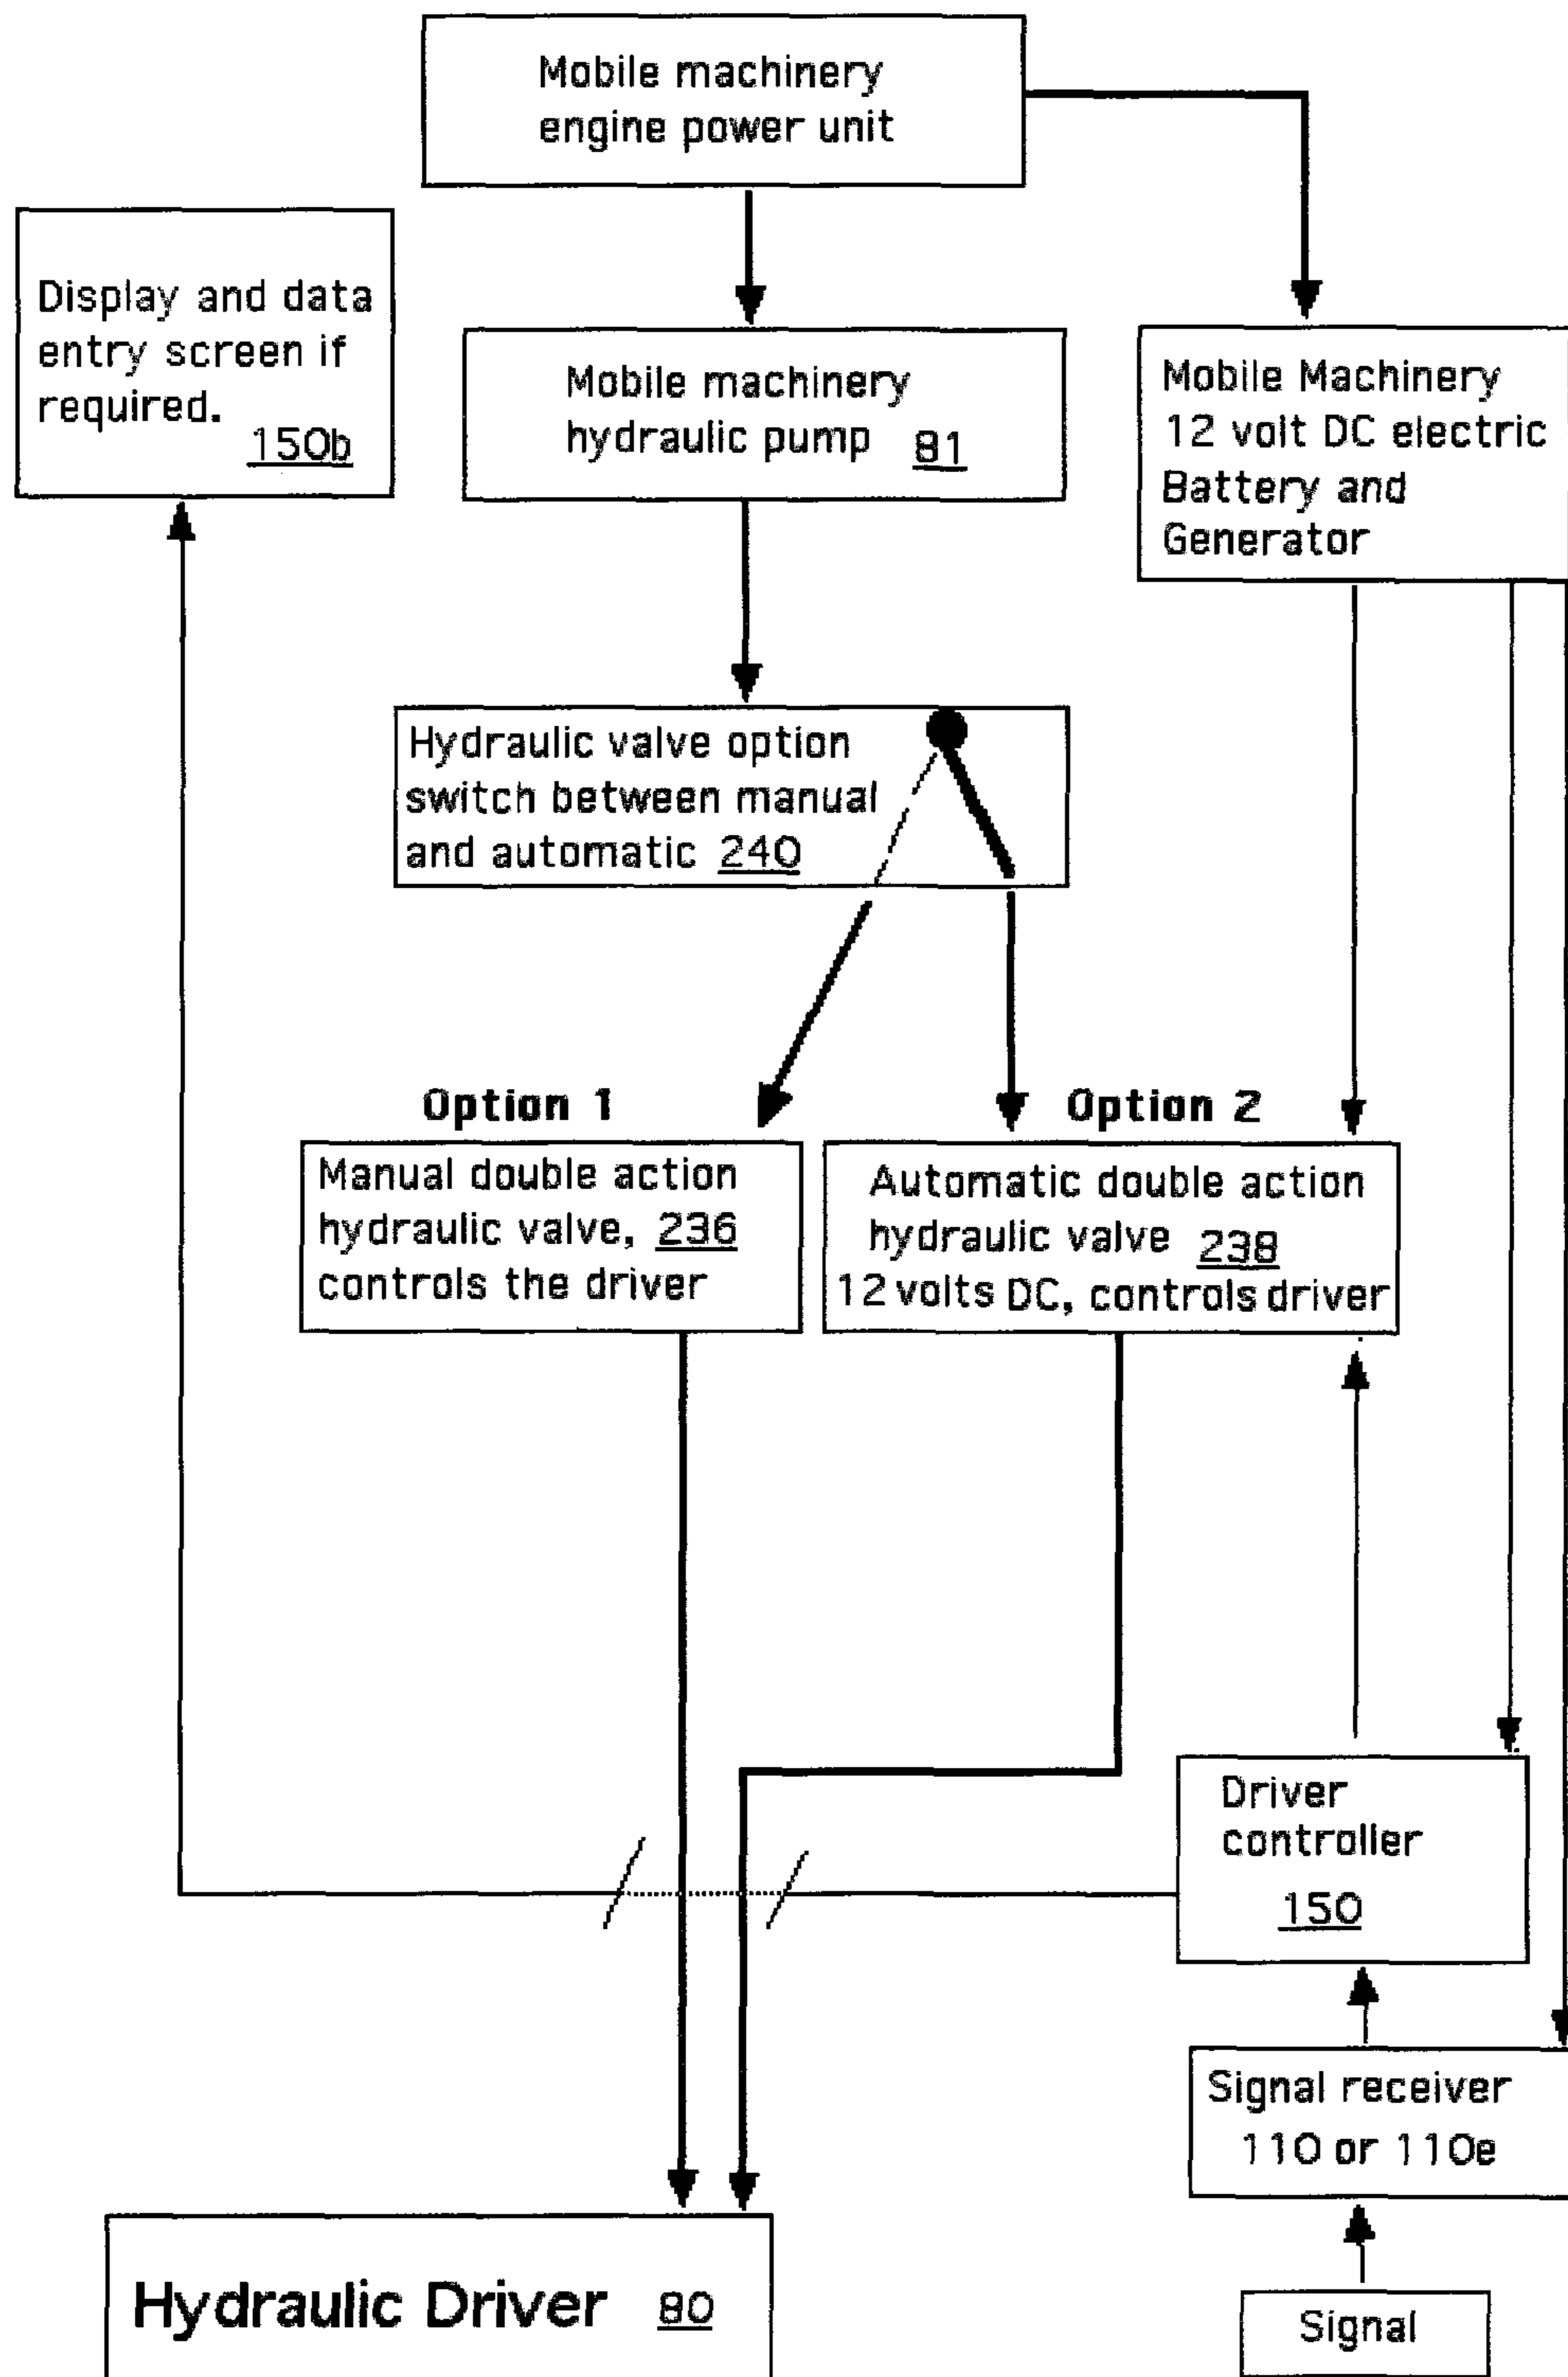 Mobile machinery
engine power unit
Display and data
entry screen if
required.
150b
Mobile machinery
hydraulic pump 81
Mobile Machinery
12 volt DC electric
Battery and
Generator
Hydraulic valve option
switch between manual
and automatic 240
Option 1
Option 2
Manual double action
hydraulic valve, 236
controls the driver
Automatic double action
hydraulic valve 238
12 volts DC, controls driver
Driver
controller
150
Signal receiver
110 or 110e
Hydraulic Driver 80
Signal